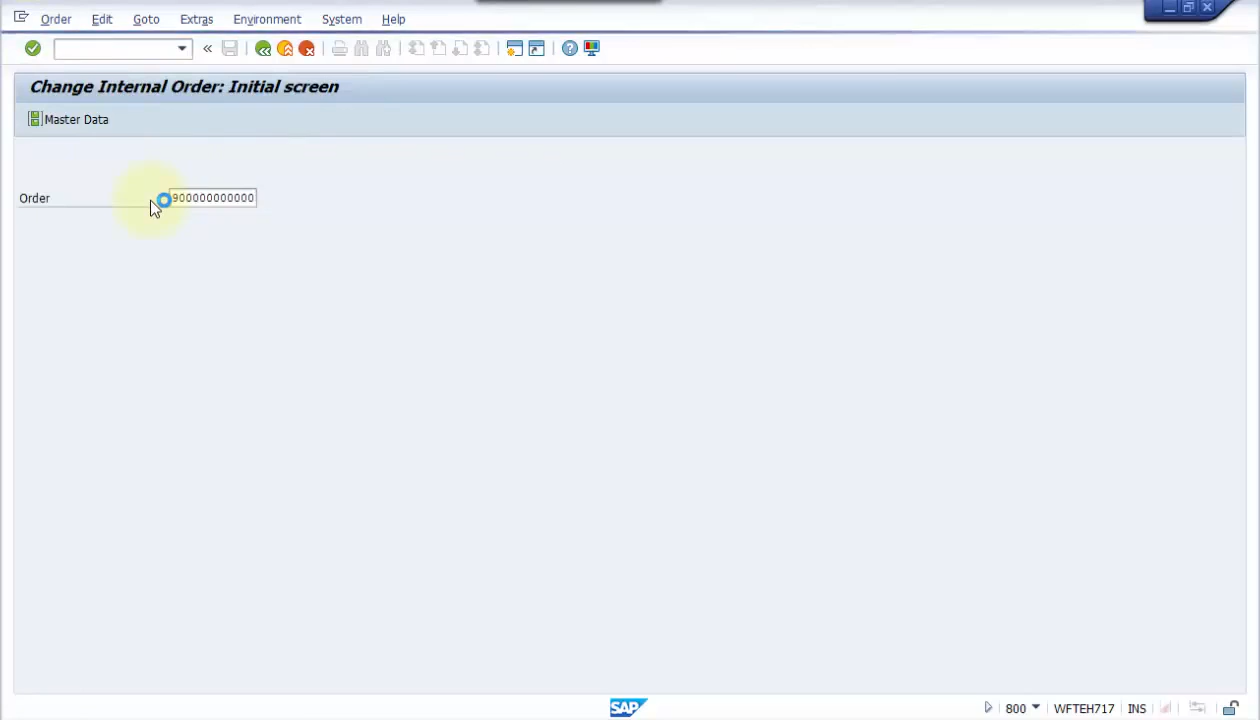 Order Edit Goto Extras Environment System Help
Change Internal Order: Initial screen
Master Data
Order 900000000000
SAP
800 WFTEH717 INS